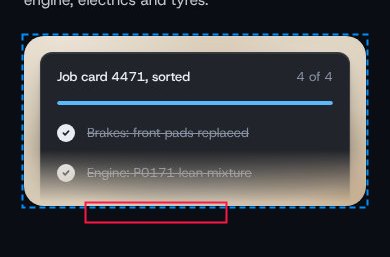 engine, electrics and tyres.
Job card 4471, sorted
4 of 4
Brakes: front pads replaced
Engine: P0171 lean mixture